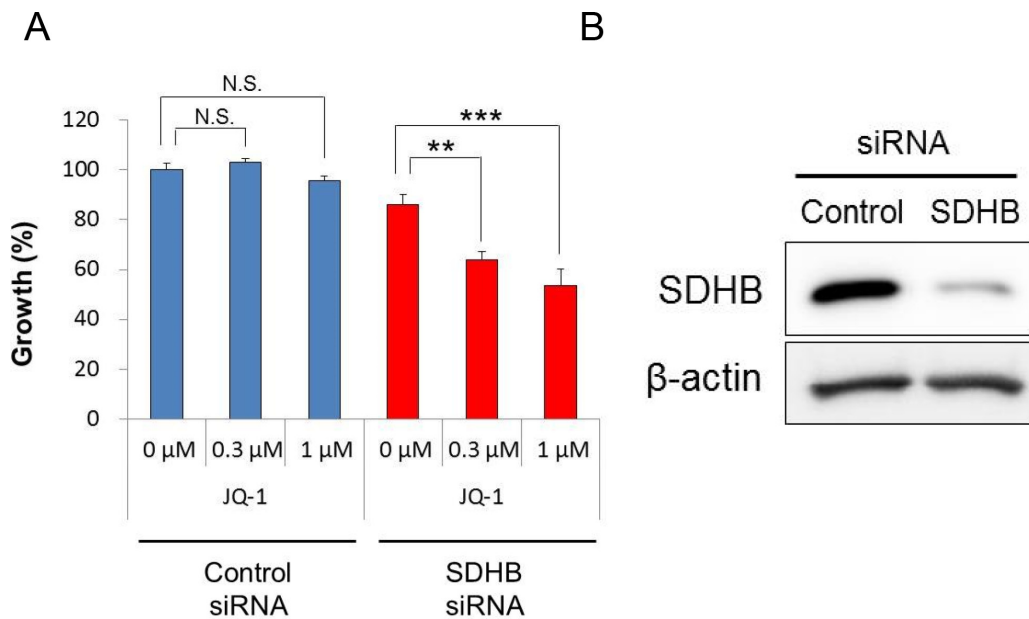 A
B
N.S.
N.S.
***
**
Growth (%)
120
100
80
60
40
20
0
0 µM 0.3 µM 1 µM 0 µM 0.3 µM 1 µM
JQ-1 JQ-1
Control
siRNA
SDHB
siRNA
siRNA
Control SDHB
SDHB
β-actin